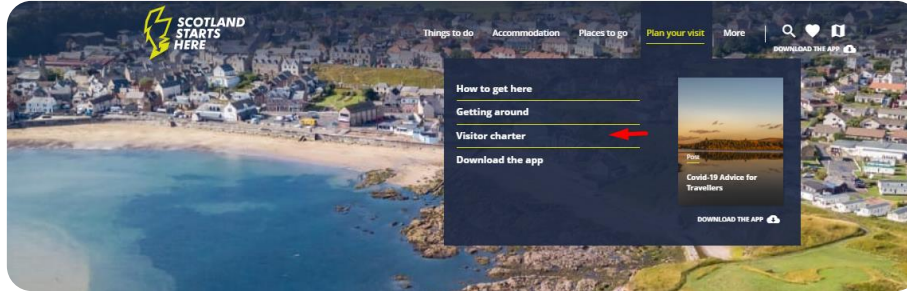 SCOTLAND
STARTS
HERE
Things to do Accommodation Places to go Plan your visit More
DOWNLOAD THE APP
How to get here
Getting around
Visitor charter
Download the app
Post
Covid-19 Advice for
Travellers
DOWNLOAD THE APP